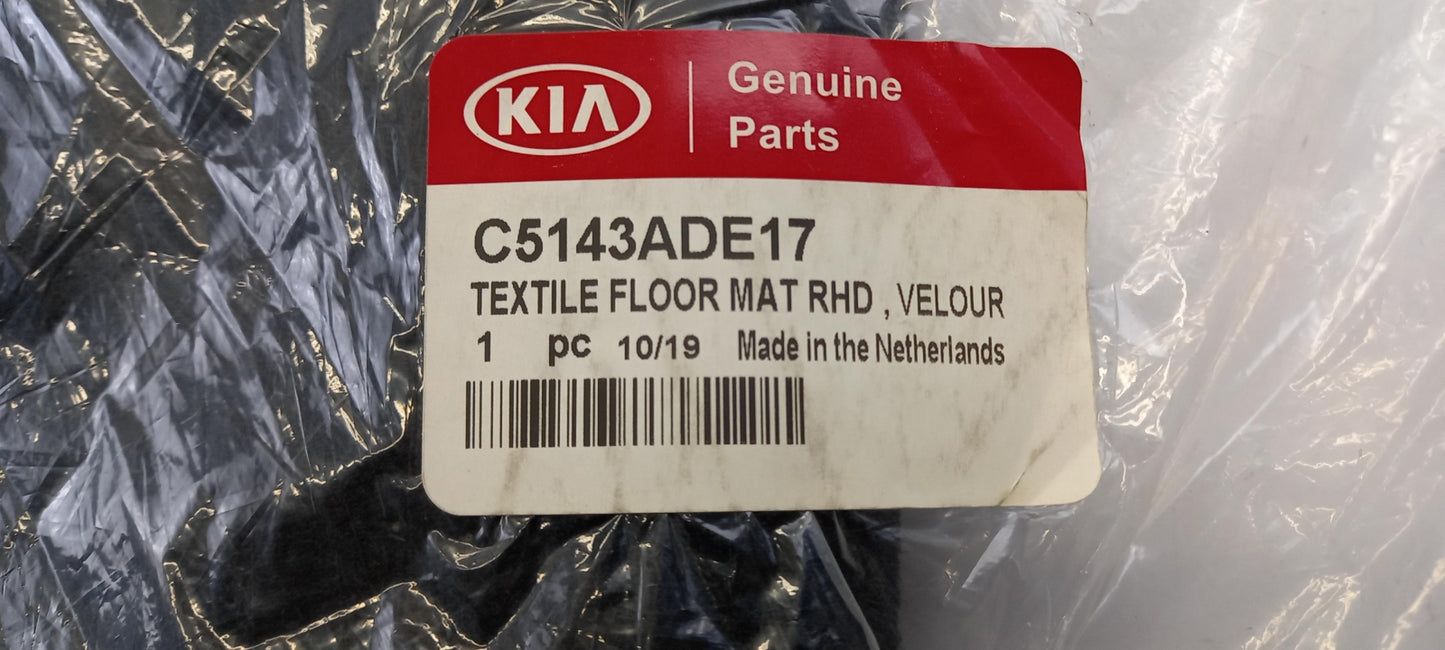 KIA
Genuine
Parts
C5143ADE17
TEXTILE FLOOR MAT RHD , VELOUR
1 pc 10/19 Made in the Netherlands